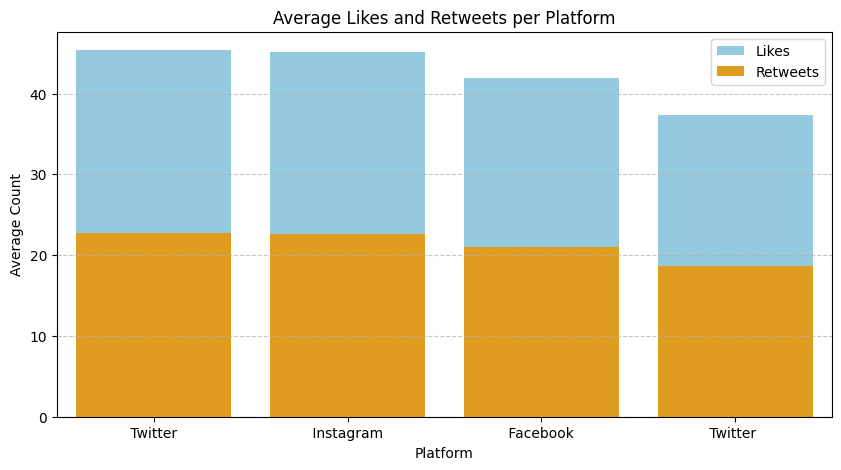 Average Likes and Retweets per Platform
Likes
Retweets
Average Count
40
30
20
10
0
Twitter Instagram Facebook Twitter
Platform